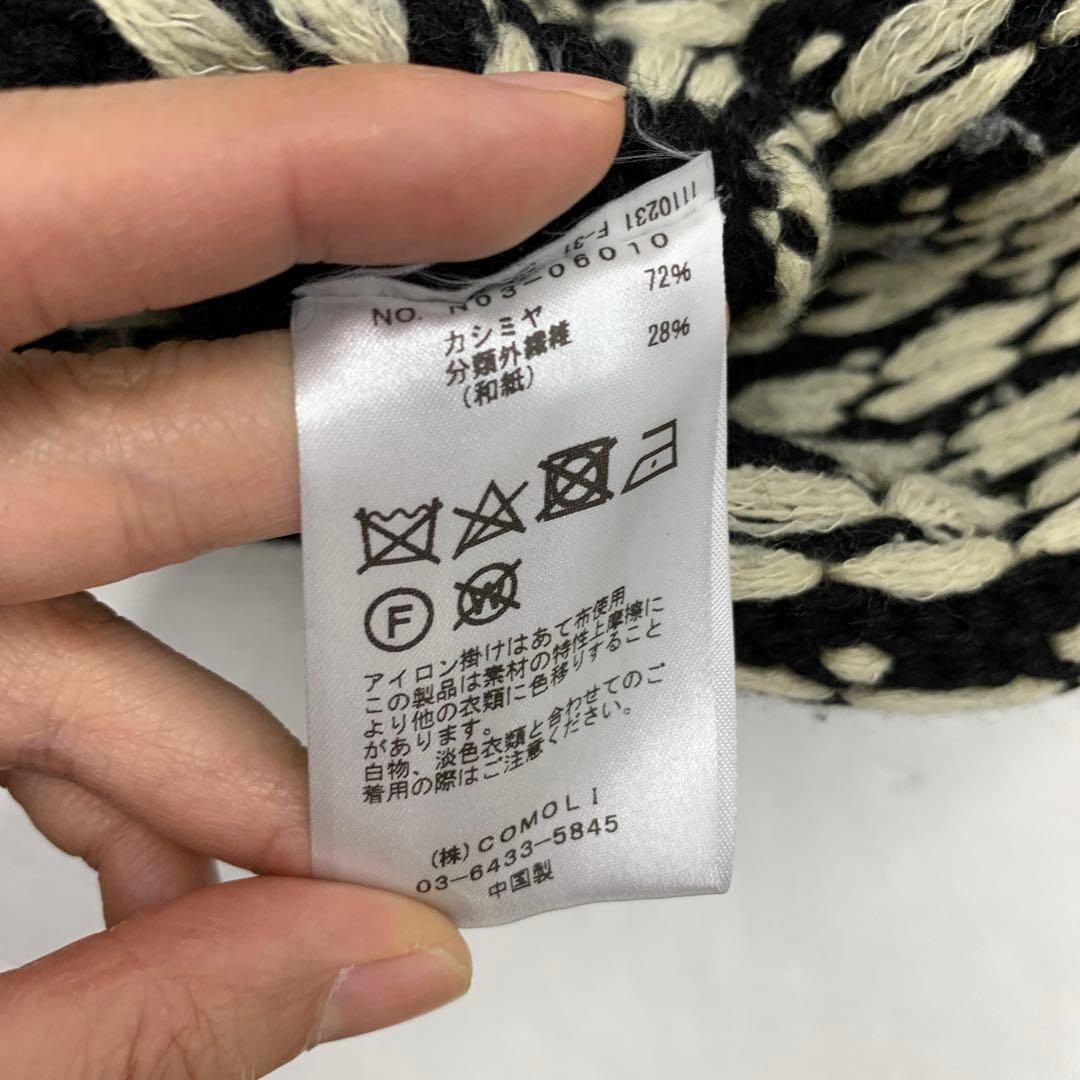 1110231 F-31
NO. N03-09010
カシミヤ 72%
分類外繊維 28%
(和紙)
F
W
アイロン掛けはあて布使用
この製品は素材の特性上摩擦に
より他の衣類に色移りすること
があります。
白物、淡色衣類と合わせてのご
着用の際はご注意ください。
(株)COMOLI
03-6433-5845
中国製